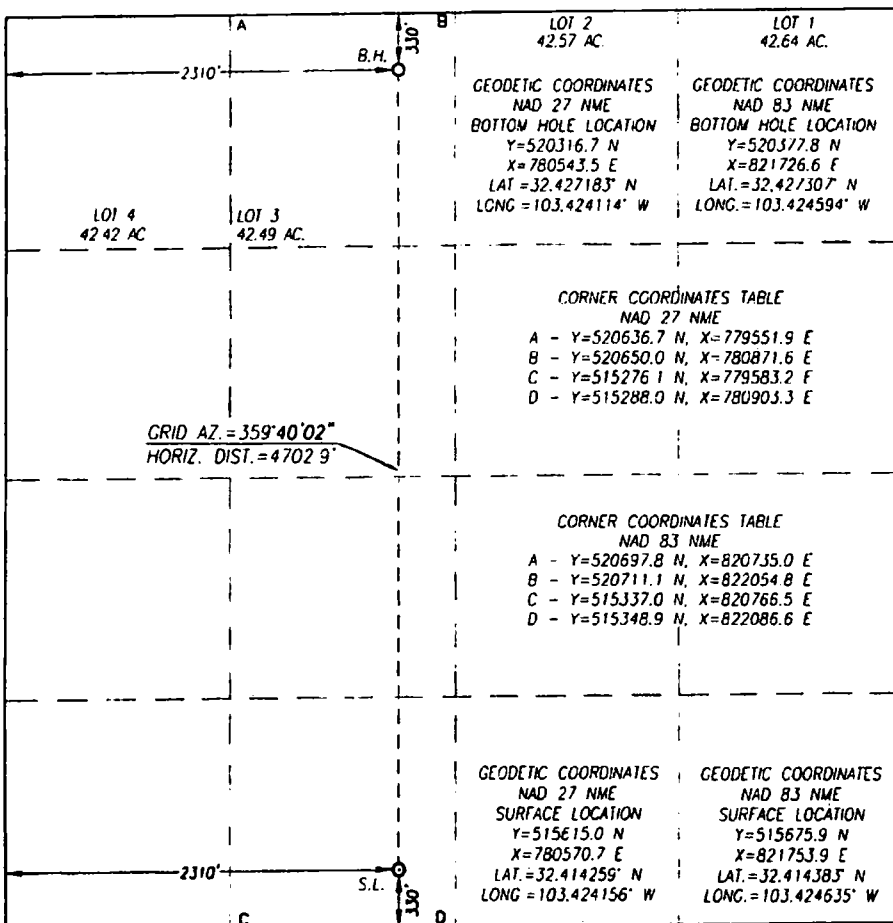 A
B
330'
B.H.
2310'
LOT 2
42.57 AC.
LOT 1
42.64 AC.
GEODETIC COORDINATES
NAD 27 NME
BOTTOM HOLE LOCATION
Y=520316.7 N
X=780543.5 E
LAT =32.427183° N
LONG =103.424114° W
GEODETIC COORDINATES
NAD 83 NME
BOTTOM HOLE LOCATION
Y=520377.8 N
X=821726.6 E
LAT.=32.427307° N
LONG.=103.424594° W
LOT 4
42 42 AC
LOT 3
42.49 AC.
CORNER COORDINATES TABLE
NAD 27 NME
A - Y=520636.7 N, X=779551.9 E
B - Y=520650.0 N, X=780871.6 E
C - Y=515276 1 N, X=779583.2 E
D - Y=515288.0 N, X=780903.3 E
GRID AZ.=359°40'02"
HORIZ. DIST.=4702 9'
CORNER COORDINATES TABLE
NAD 83 NME
A - Y=520697.8 N, X=820735.0 E
B - Y=520711.1 N, X=822054.8 E
C - Y=515337.0 N, X=820766.5 E
D - Y=515348.9 N, X=822086.6 E
GEODETIC COORDINATES
NAD 27 NME
SURFACE LOCATION
Y=515615.0 N
X=780570.7 E
LAT.=32.414259° N
LONG =103.424156° W
GEODETIC COORDINATES
NAD 83 NME
SURFACE LOCATION
Y=515675.9 N
X=821753.9 E
LAT.=32.414383° N
LONG.=103.424635° W
2310'
S.L.
330'
C
D